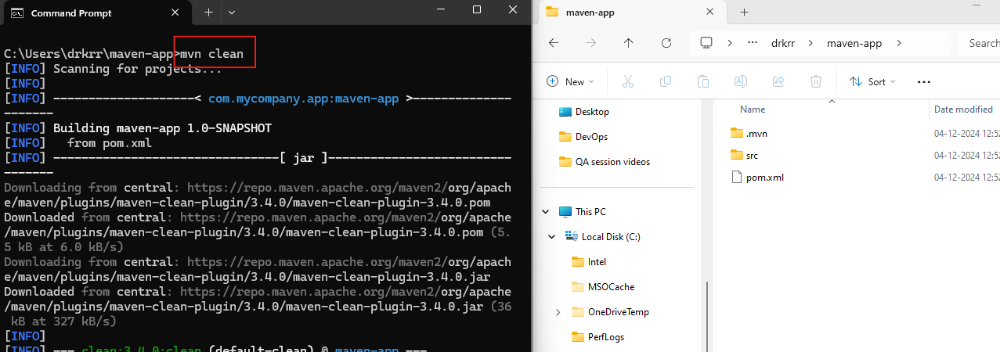 Command Prompt
C:\Users\drkrr\maven-app>mvn clean
[INFO] Scanning for projects...
[INFO]
[INFO] --------------------< com.mycompany.app:maven-app >--------------
-------
[INFO] Building maven-app 1.0-SNAPSHOT
[INFO]   from pom.xml
[INFO] --------------------------------[ jar ]--------------------------
-------
Downloading from central: https://repo.maven.apache.org/maven2/org/apach
e/maven/plugins/maven-clean-plugin/3.4.0/maven-clean-plugin-3.4.0.pom
Downloaded from central: https://repo.maven.apache.org/maven2/org/apache
/maven/plugins/maven-clean-plugin/3.4.0/maven-clean-plugin-3.4.0.pom (5.
5 kB at 6.0 kB/s)
Downloading from central: https://repo.maven.apache.org/maven2/org/apach
e/maven/plugins/maven-clean-plugin/3.4.0/maven-clean-plugin-3.4.0.jar
Downloaded from central: https://repo.maven.apache.org/maven2/org/apache
/maven/plugins/maven-clean-plugin/3.4.0/maven-clean-plugin-3.4.0.jar (36
 kB at 327 kB/s)
[INFO]
[INFO] --- clean:3.4.0:clean (default-clean) @ maven-app ---
maven-app
drkrr
maven-app
Search
New
Sort
Desktop
DevOps
QA session videos
This PC
Local Disk (C:)
Intel
MSOCache
OneDriveTemp
PerfLogs
Name Date modified
.mvn 04-12-2024 12:52
src 04-12-2024 12:52
pom.xml 04-12-2024 12:52